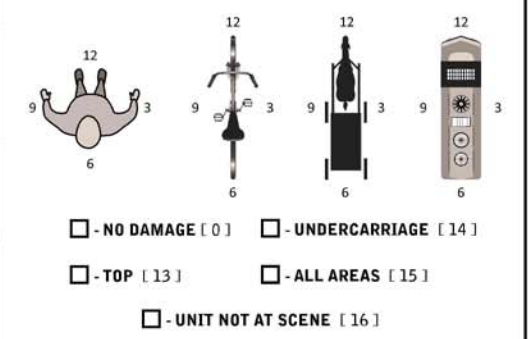 12 12 12
12
9 3 9 3 9 3 9 3
6
6 6 6
☐ - NO DAMAGE [ 0 ] ☐ - UNDERCARRIAGE [ 14 ]
☐ - TOP [ 13 ] ☐ - ALL AREAS [ 15 ]
☐ - UNIT NOT AT SCENE [ 16 ]